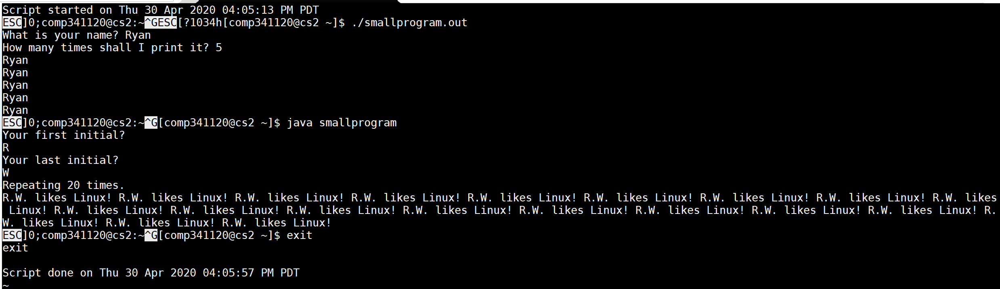 Script started on Thu 30 Apr 2020 04:05:13 PM PDT
ESC]0;comp341120@cs2:~^GESC[?1034h[comp341120@cs2 ~]$ ./smallprogram.out
What is your name? Ryan
How many times shall I print it? 5
Ryan
Ryan
Ryan
Ryan
Ryan
ESC]0;comp341120@cs2:~^G[comp341120@cs2 ~]$ java smallprogram
Your first initial?
R
Your last initial?
W
Repeating 20 times.
R.W. likes Linux! R.W. likes Linux! R.W. likes Linux! R.W. likes Linux! R.W. likes Linux! R.W. likes Linux! R.W. likes Linux! R.W. likes Linux! R.W. likes
 Linux! R.W. likes Linux! R.W. likes Linux! R.W. likes Linux! R.W. likes Linux! R.W. likes Linux! R.W. likes Linux! R.W. likes Linux! R.W. likes Linux! R.
W. likes Linux! R.W. likes Linux! R.W. likes Linux!
ESC]0;comp341120@cs2:~^G[comp341120@cs2 ~]$ exit
exit

Script done on Thu 30 Apr 2020 04:05:57 PM PDT
~